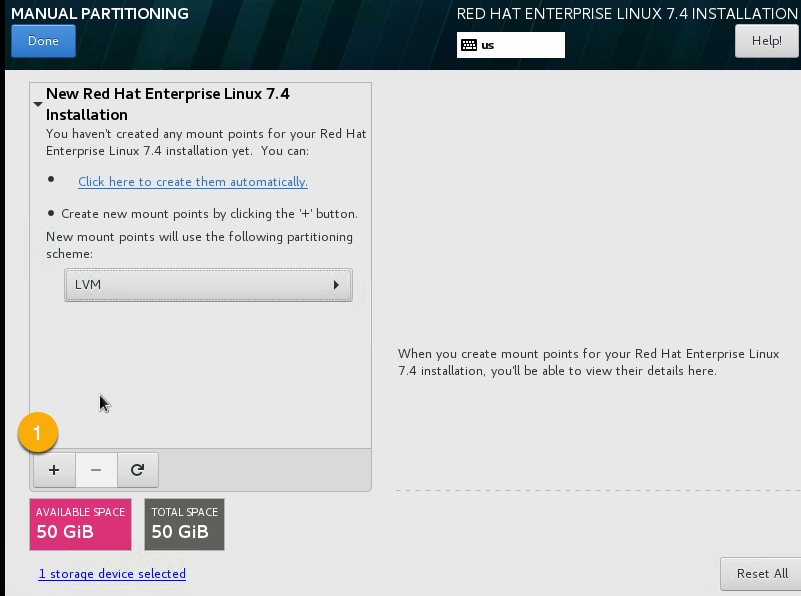 MANUAL PARTITIONING
RED HAT ENTERPRISE LINUX 7.4 INSTALLATION
Done
us
Help!
New Red Hat Enterprise Linux 7.4
Installation
You haven't created any mount points for your Red Hat
Enterprise Linux 7.4 installation yet.  You can:
• Click here to create them automatically.
• Create new mount points by clicking the '+' button.
New mount points will use the following partitioning
scheme:
LVM
When you create mount points for your Red Hat Enterprise Linux
7.4 installation, you'll be able to view their details here.
1
+ −
AVAILABLE SPACE
50 GiB
TOTAL SPACE
50 GiB
1 storage device selected
Reset All